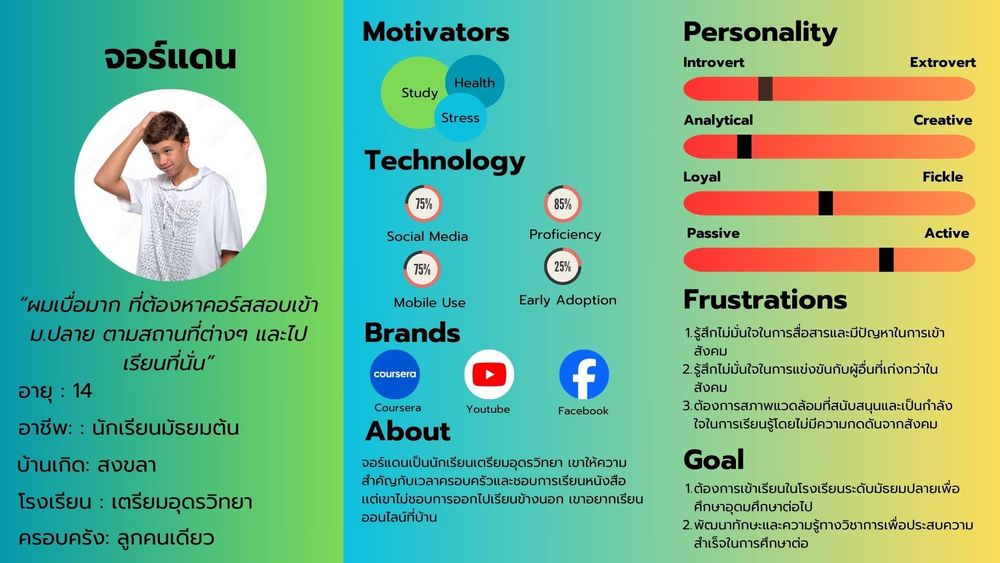 จอร์แดน
“ผมเบื่อมาก ที่ต้องหาคอร์สสอบเข้า
ม.ปลาย ตามสถานที่ต่างๆ และไป
เรียนที่นั่น”
อายุ : 14
อาชีพ: : นักเรียนมัธยมต้น
บ้านเกิด: สงขลา
โรงเรียน : เตรียมอุดรวิทยา
ครอบครัง: ลูกคนเดียว
Motivators
Study
Health
Stress
Technology
75%
Social Media
85%
Proficiency
75%
Mobile Use
25%
Early Adoption
Brands
coursera
Coursera
Youtube
Facebook
About
จอร์แดนเป็นนักเรียนเตรียมอุดรวิทยา เขาให้ความ
สำคัญกับเวลาครอบครัวและชอบการเรียนหนังสือ
แต่เขาไม่ชอบการออกไปเรียนข้างนอก เขาอยากเรียน
ออนไลน์ที่บ้าน
Personality
Introvert Extrovert
Analytical Creative
Loyal Fickle
Passive Active
Frustrations
1.รู้สึกไม่มั่นใจในการสื่อสารและมีปัญหาในการเข้า
สังคม
2.รู้สึกไม่มั่นใจในการแข่งขันกับผู้อื่นที่เก่งกว่าใน
สังคม
3.ต้องการสภาพแวดล้อมที่สนับสนุนและเป็นกำลัง
ใจในการเรียนรู้โดยไม่มีความกดดันจากสังคม
Goal
1.ต้องการเข้าเรียนในโรงเรียนระดับมัธยมปลายเพื่อ
ศึกษาอุดมศึกษาต่อไป
2.พัฒนาทักษะและความรู้ทางวิชาการเพื่อประสบความ
สำเร็จในการศึกษาต่อ